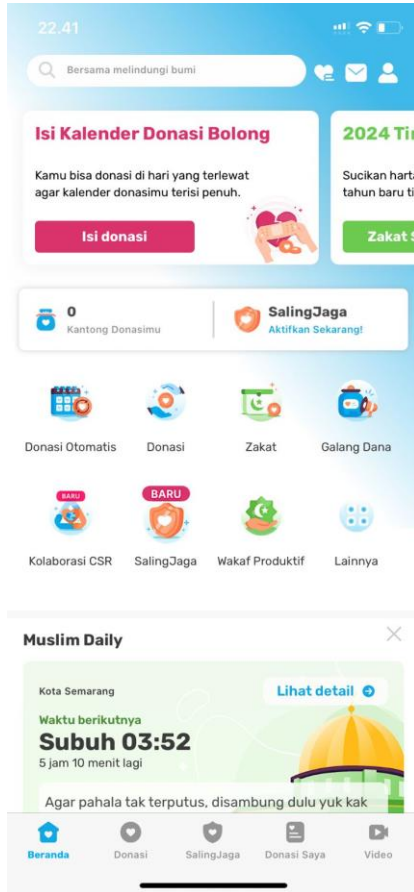 22.41
Bersama melindungi bumi
Isi Kalender Donasi Bolong
Kamu bisa donasi di hari yang terlewat
agar kalender donasimu terisi penuh.
Isi donasi
2024
Sucikan
tahun baru
Zakat
0
Kantong Donasimu
SalingJaga
Aktifkan Sekarang!
Donasi Otomatis
Donasi
Zakat
Galang Dana
BARU
BARU
Kolaborasi CSR
SalingJaga
Wakaf Produktif
Lainnya
Muslim Daily
Kota Semarang
Lihat detail
Waktu berikutnya
Subuh 03:52
5 jam 10 menit lagi
Agar pahala tak terputus, disambung dulu yuk kak
Beranda
Donasi
SalingJaga
Donasi Saya
Video